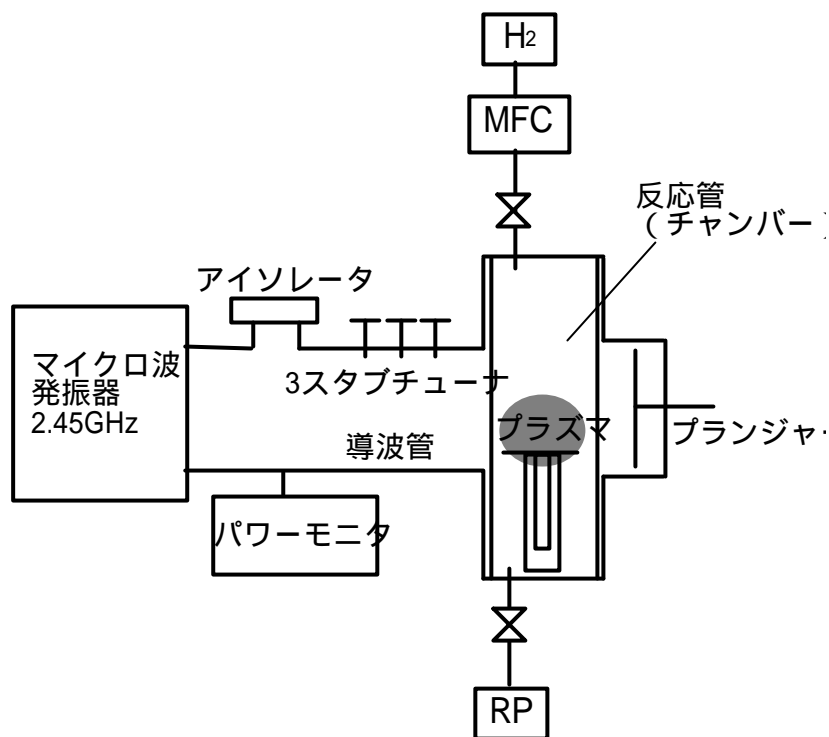 H2
MFC
反応管
（チャンバー）
アイソレータ
マイクロ波
発振器
2.45GHz
3スタブチューナ
プラズマ
プランジャー
導波管
パワーモニタ
RP